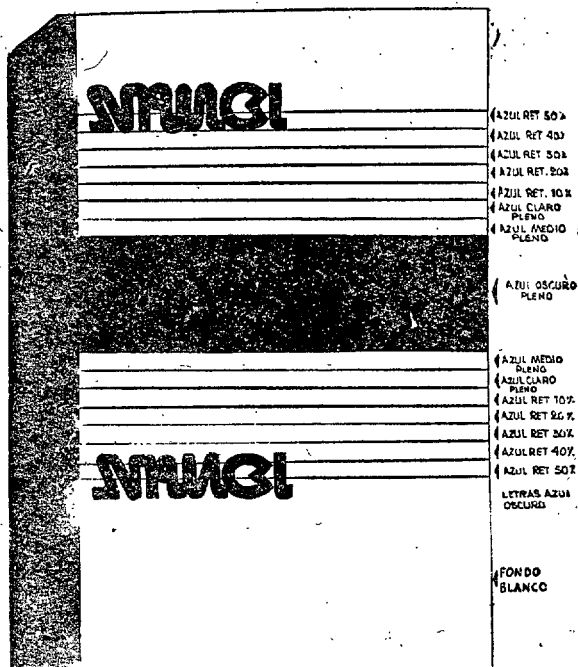 AZUL RET 50%
AZUL RET 40%
AZUL RET 30%
AZUL RET. 20%
AZUL RET. 10%
AZUL CLARO
PLENO
AZUL MEDIO
PLENO
AZUL OSCURO
PLENO
AZUL MEDIO
PLENO
AZUL CLARO
PLENO
AZUL RET 10%
AZUL RET 20%
AZUL RET 30%
AZUL RET 40%
AZUL RET 50%
LETRAS AZUL
OSCURO
FONDO
BLANCO